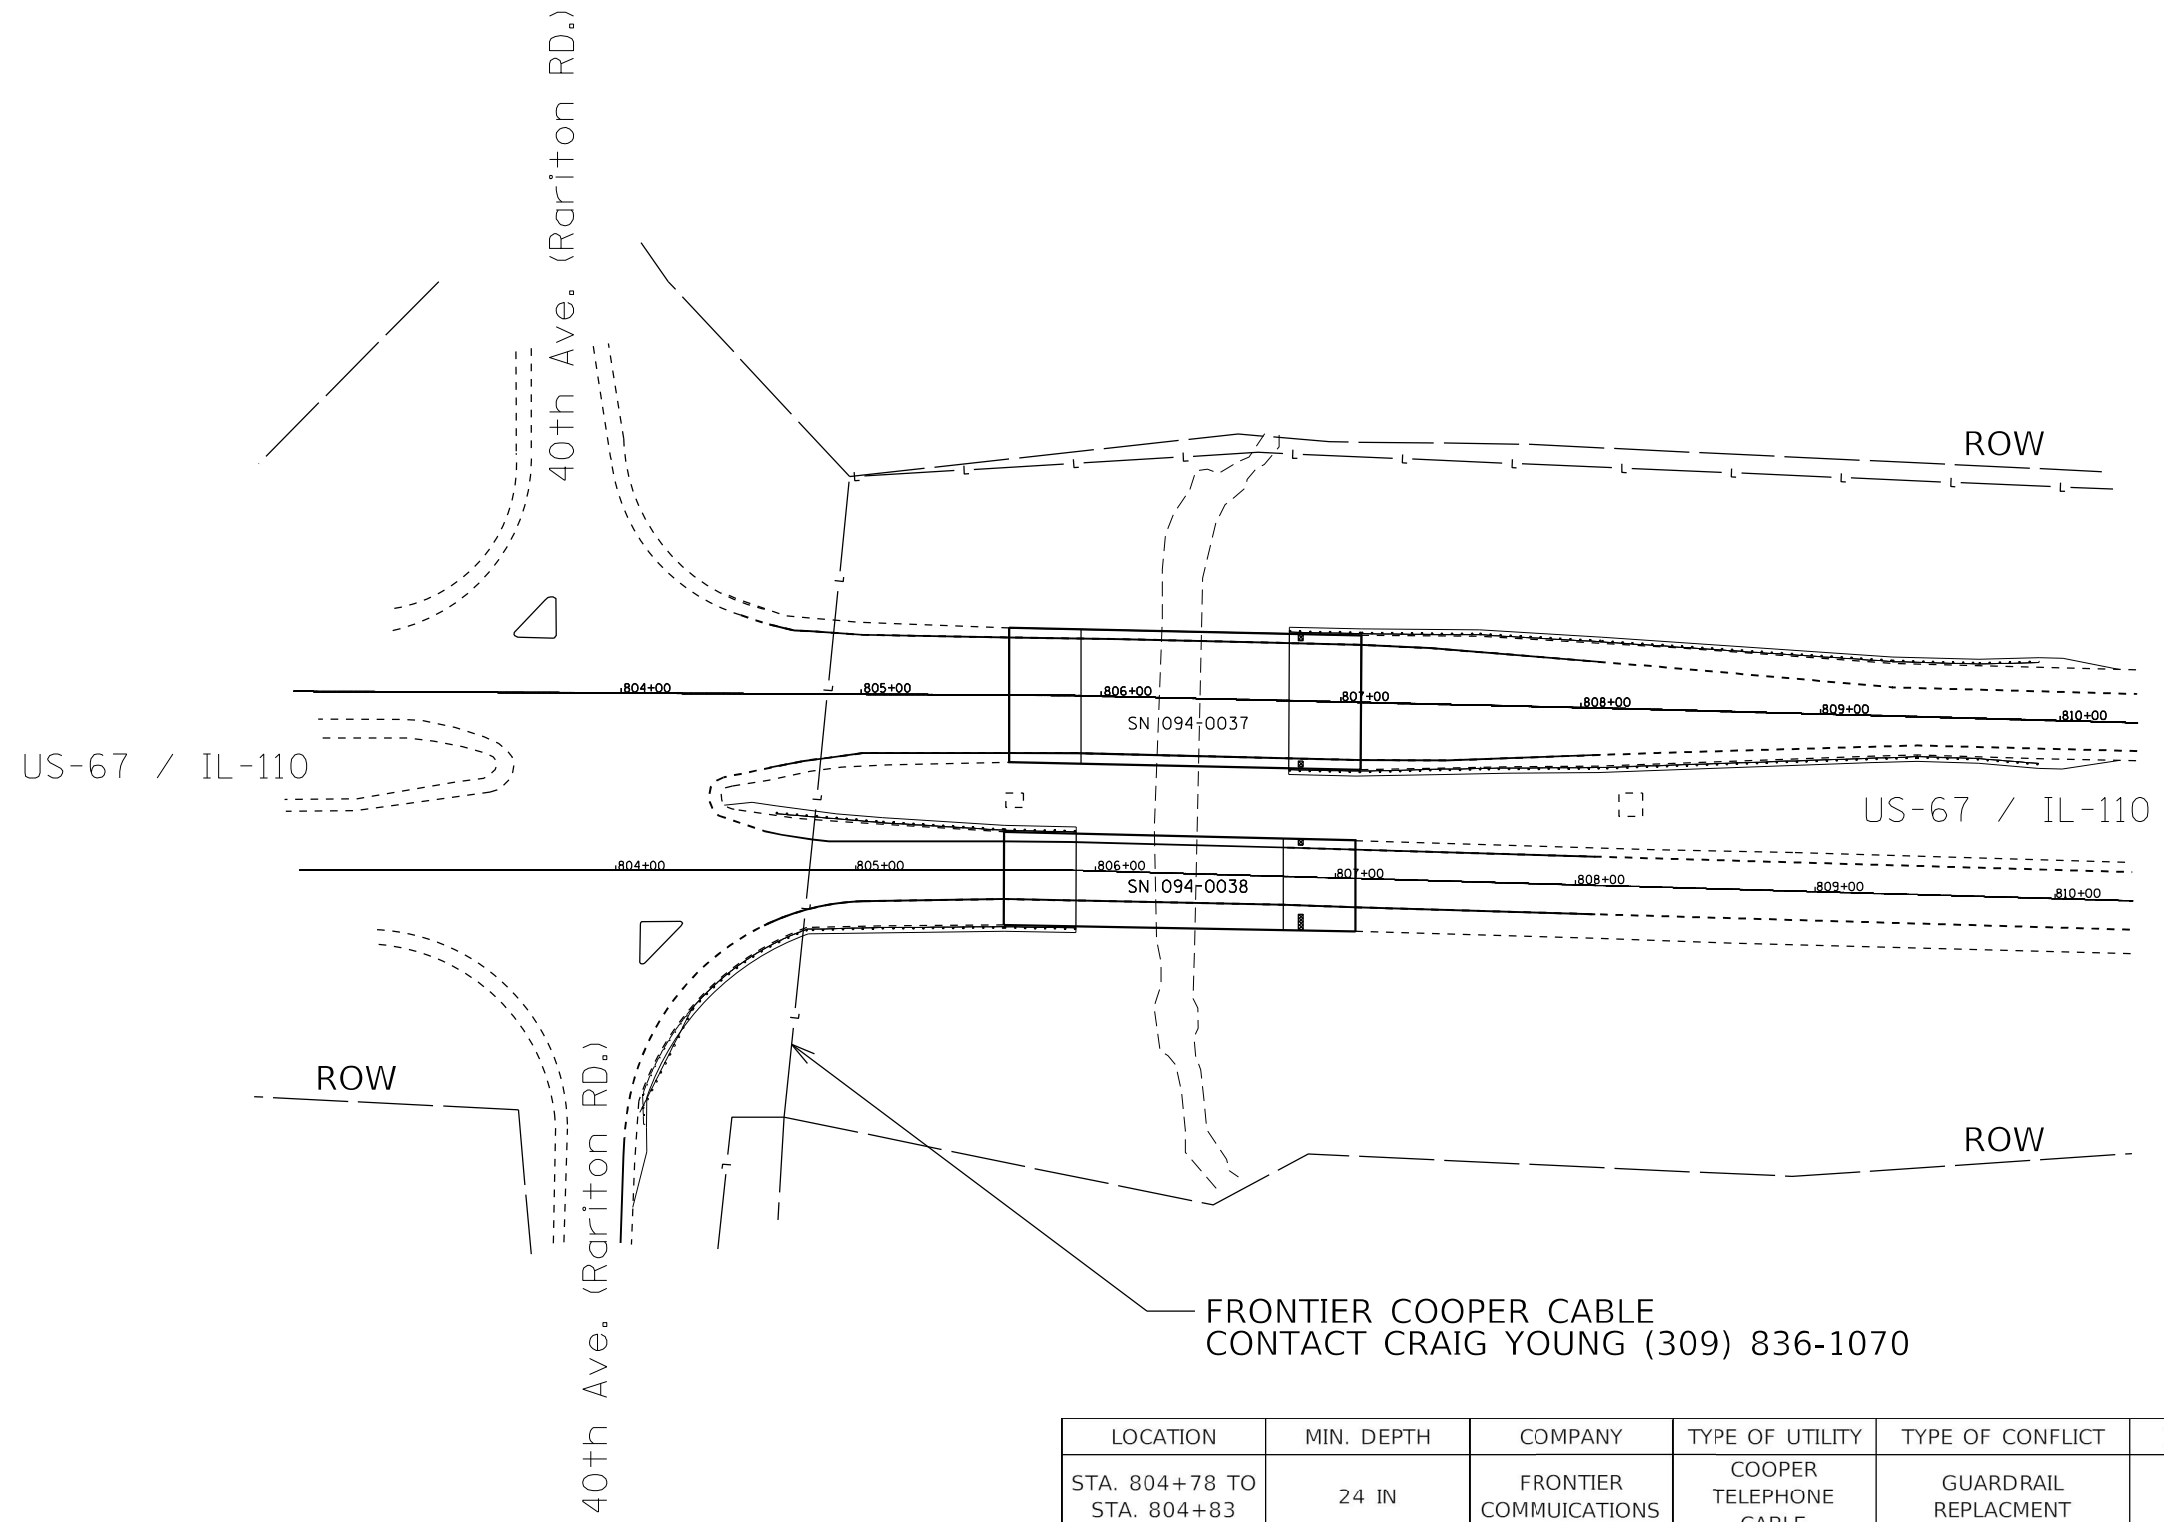 40th Ave. (Rariton RD.)
ROW
L L L L L L L L L L L L
L
L
804+00 805+00 806+00 807+00 808+00 809+00 810+00
SN 094-0037
US-67 / IL-110
L
US-67 / IL-110
804+00 805+00 806+00 807+00 808+00 809+00 810+00
SN 094-0038
L
L
ROW
ROW
L
40th Ave. (Rariton RD.)
FRONTIER COOPER CABLE
CONTACT CRAIG YOUNG (309) 836-1070
LOCATION MIN. DEPTH COMPANY TYPE OF UTILITY TYPE OF CONFLICT
STA. 804+78 TO
STA. 804+83
24 IN
FRONTIER
COMMUICATIONS
COOPER
TELEPHONE
CABLE
GUARDRAIL
REPLACMENT